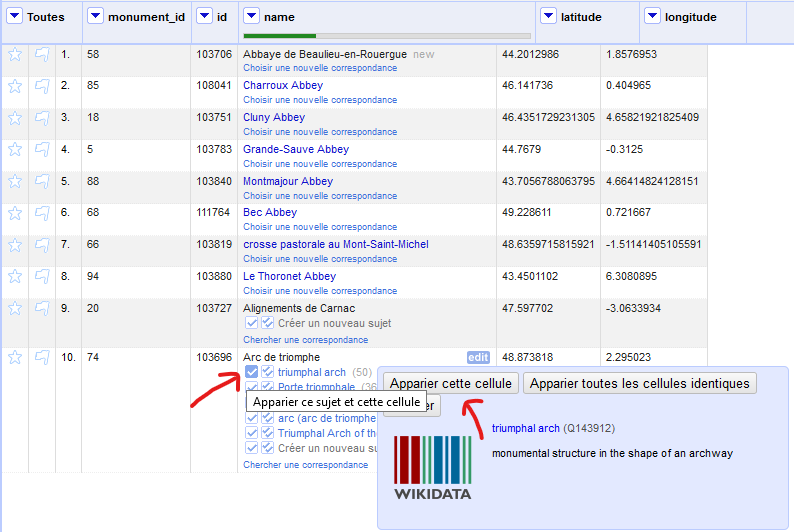 Toutes monument_id id name latitude longitude
1. 58 103706 Abbaye de Beaulieu-en-Rouergue new 44.2012986 1.8576953
Choisir une nouvelle correspondance
2. 85 108041 Charroux Abbey 46.141736 0.404965
Choisir une nouvelle correspondance
3. 18 103751 Cluny Abbey 46.4351729231305 4.65821921825409
Choisir une nouvelle correspondance
4. 5 103783 Grande-Sauve Abbey 44.7679 -0.3125
Choisir une nouvelle correspondance
5. 88 103840 Montmajour Abbey 43.7056788063795 4.66414824128151
Choisir une nouvelle correspondance
6. 68 111764 Bec Abbey 49.228611 0.721667
Choisir une nouvelle correspondance
7. 66 103819 crosse pastorale au Mont-Saint-Michel 48.6359715815921 -1.51141405105591
Choisir une nouvelle correspondance
8. 94 103880 Le Thoronet Abbey 43.4501102 6.3080895
Choisir une nouvelle correspondance
9. 20 103727 Alignements de Carnac 47.597702 -3.0633934
Créer un nouveau sujet
Chercher une correspondance
10. 74 103696 Arc de triomphe edit 48.873818 2.295023
triumphal arch (50)
Porte triomphale (36
Apparier ce sujet et cette cellule
arc (arc de triomphe
Triumphal Arch of th
Créer un nouveau su
Chercher une correspondance
Apparier cette cellule Apparier toutes les cellules identiques
er
triumphal arch (Q143912)
monumental structure in the shape of an archway
WIKIDATA